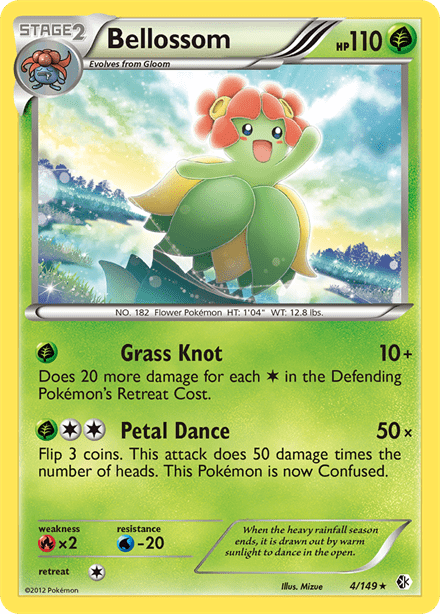 STAGE2
Bellossom
HP110
Evolves from Gloom
NO. 182 Flower Pokémon HT: 1'04" WT: 12.8 lbs.
Grass Knot 10+
Does 20 more damage for each in the Defending
Pokémon's Retreat Cost.
Petal Dance 50×
Flip 3 coins. This attack does 50 damage times the
number of heads. This Pokémon is now Confused.
weakness
×2
resistance
-20
retreat
When the heavy rainfall season
ends, it is drawn out by warm
sunlight to dance in the open.
©2012 Pokémon
Illus. Mizue
4/149★